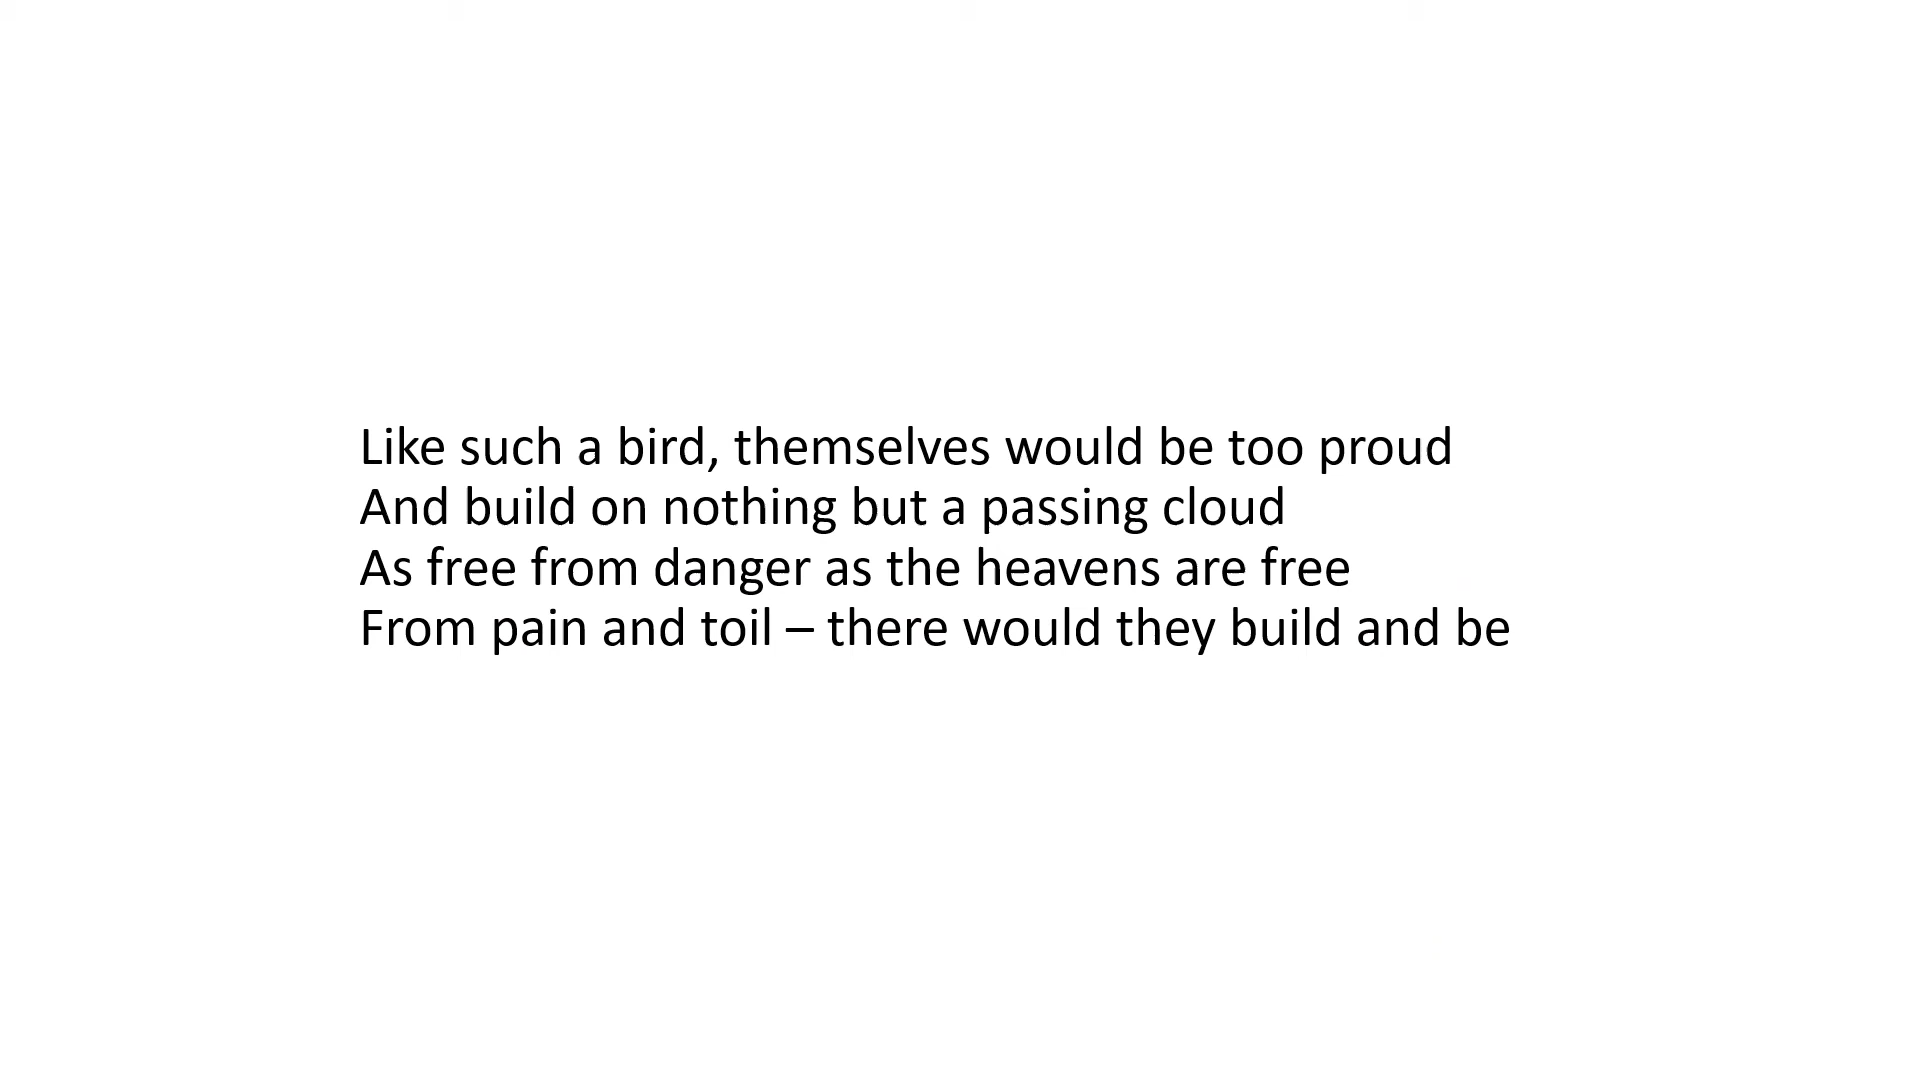 Like such a bird, themselves would be too proud
And build on nothing but a passing cloud
As free from danger as the heavens are free
From pain and toil – there would they build and be